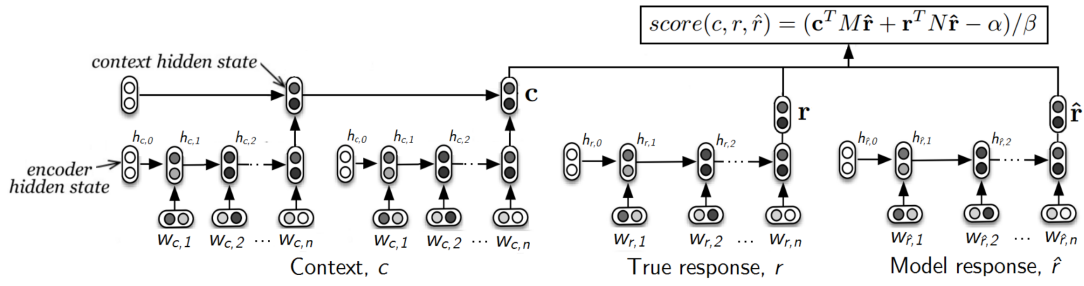 score(c, r, r̂) = (c^T M r̂ + r^T N r̂ − α)/β
context hidden state
c
r
r̂
h_{c,0} h_{c,1} h_{c,2} h_{c,0} h_{c,1} h_{c,2} h_{r,0} h_{r,1} h_{r,2} h_{r̂,0} h_{r̂,1} h_{r̂,2}
encoder
hidden state
w_{c,1} w_{c,2} ... w_{c,n} w_{c,1} w_{c,2} ... w_{c,n} w_{r,1} w_{r,2} ... w_{r,n} w_{r̂,1} w_{r̂,2} ... w_{r̂,n}
Context, c True response, r Model response, r̂